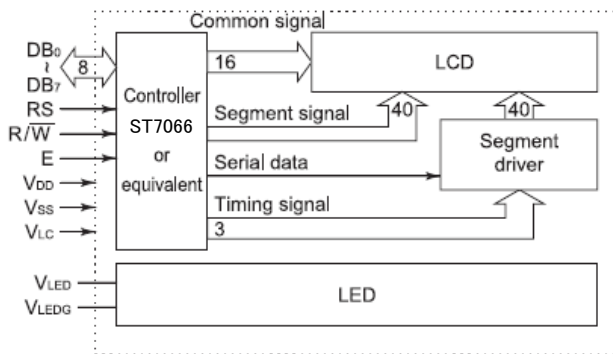 Common signal
DB0
~
DB7
8
16
LCD
RS
R/W̅
E
VDD
VSS
VLC
Controller
ST7066
or
equivalent
Segment signal
40
40
Serial data
Segment
driver
Timing signal
3
VLED
VLEDG
LED